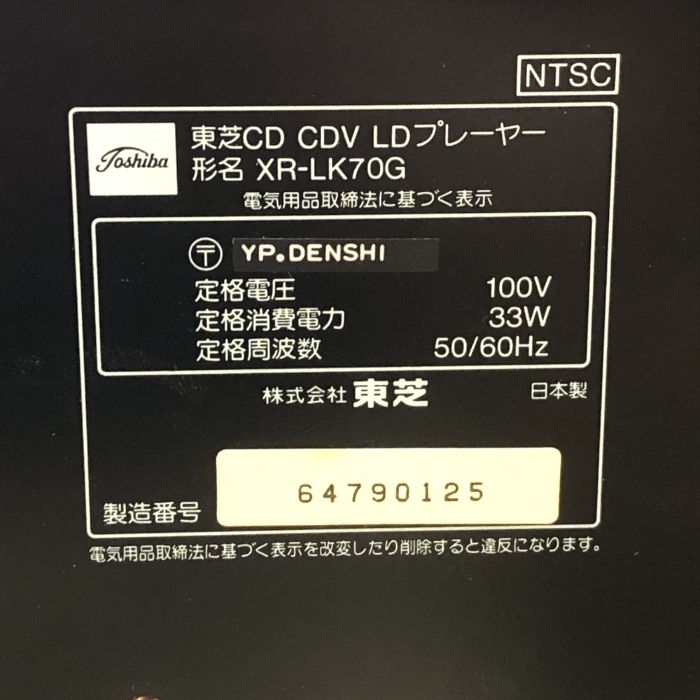 NTSC
Toshiba
東芝CD CDV LDプレーヤー
形名 XR-LK70G
電気用品取締法に基づく表示
〒 YP.DENSHI
定格電圧 100V
定格消費電力 33W
定格周波数 50/60Hz
株式会社 東芝 日本製
製造番号 64790125
電気用品取締法に基づく表示を改変したり削除すると違反になります。